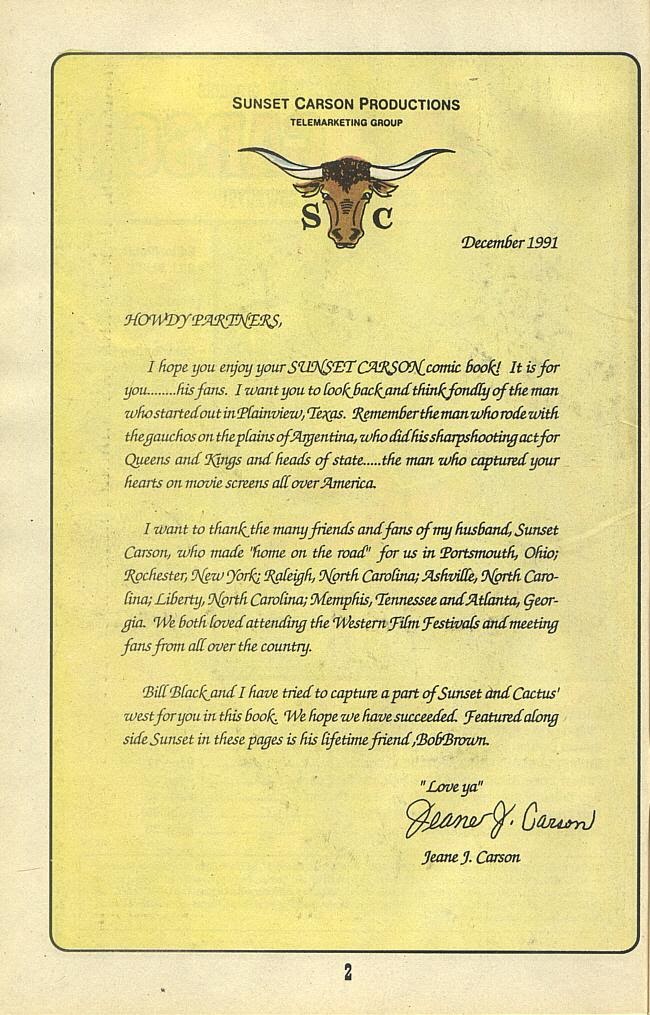 SUNSET CARSON PRODUCTIONS
TELEMARKETING GROUP
S C
December 1991
HOWDY PARTNERS,
I hope you enjoy your SUNSET CARSON comic book! It is for
you........his fans. I want you to look back and think fondly of the man
who started out in Plainview, Texas. Remember the man who rode with
the gauchos on the plains of Argentina, who did his sharpshooting act for
Queens and Kings and heads of state.....the man who captured your
hearts on movie screens all over America.
I want to thank the many friends and fans of my husband, Sunset
Carson, who made "home on the road" for us in Portsmouth, Ohio;
Rochester, New York; Raleigh, North Carolina; Ashville, North Caro-
lina; Liberty, North Carolina; Memphis, Tennessee and Atlanta, Geor-
gia. We both loved attending the Western Film Festivals and meeting
fans from all over the country.
Bill Black and I have tried to capture a part of Sunset and Cactus'
west for you in this book. We hope we have succeeded. Featured along
side Sunset in these pages is his lifetime friend ,BobBrown.
"Love ya"
Jeane J. Carson
Jeane J. Carson
2